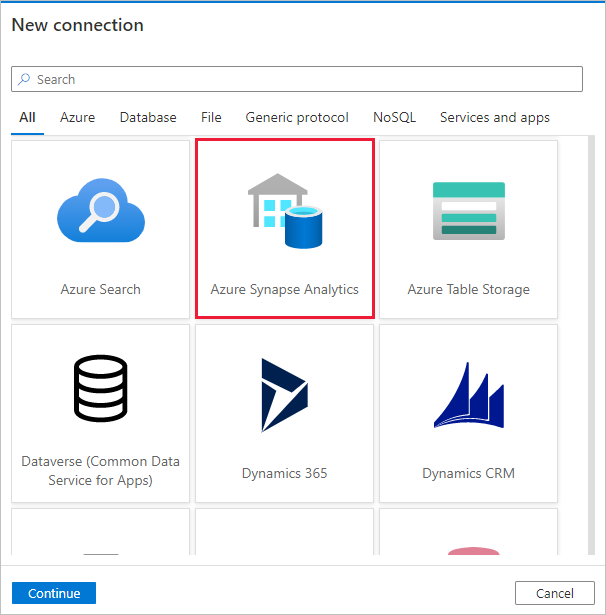 New connection
Search
All Azure Database File Generic protocol NoSQL Services and apps
Azure Search
Azure Synapse Analytics
Azure Table Storage
Dataverse (Common Data
Service for Apps)
Dynamics 365
Dynamics CRM
Continue
Cancel